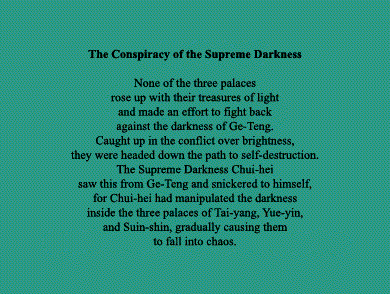 The Conspiracy of the Supreme Darkness
None of the three palaces
rose up with their treasures of light
and made an effort to fight back
against the darkness of Ge-Teng.
Caught up in the conflict over brightness,
they were headed down the path to self-destruction.
The Supreme Darkness Chui-hei
saw this from Ge-Teng and snickered to himself,
for Chui-hei had manipulated the darkness
inside the three palaces of Tai-yang, Yue-yin,
and Suin-shin, gradually causing them
to fall into chaos.